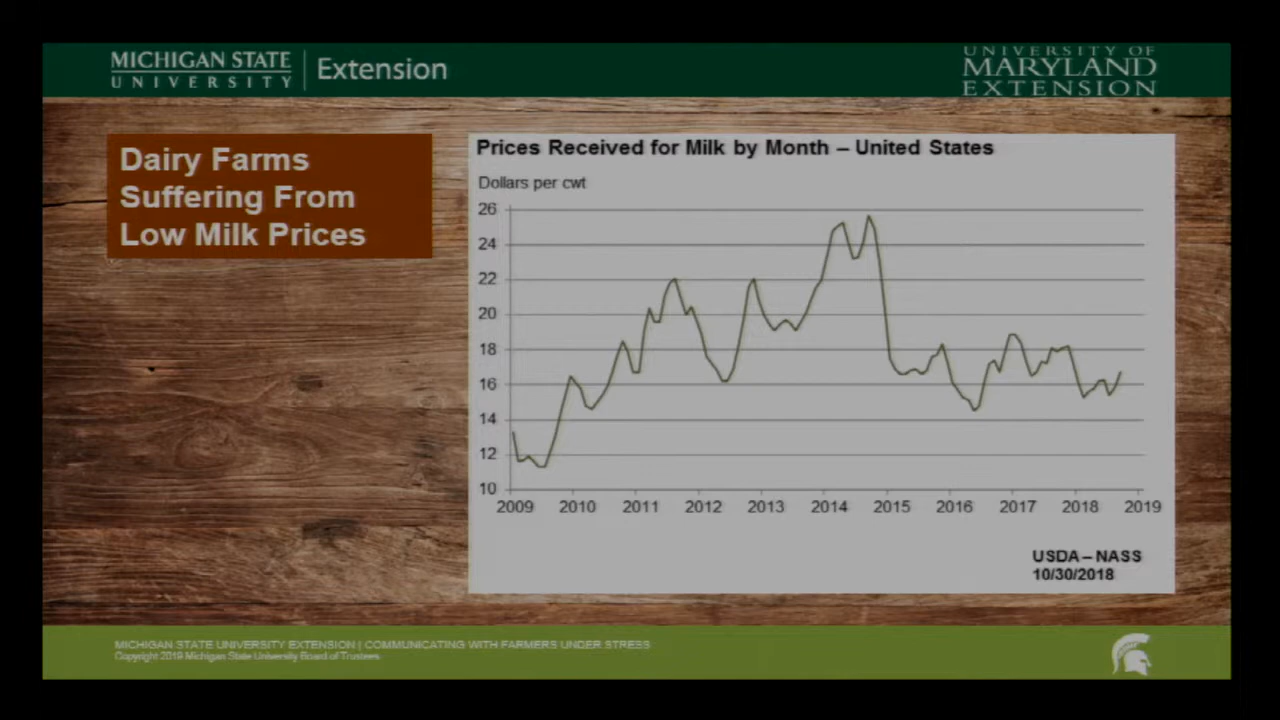 MICHIGAN STATE
UNIVERSITY
Extension
UNIVERSITY OF
MARYLAND
EXTENSION
Dairy Farms
Suffering From
Low Milk Prices
Prices Received for Milk by Month – United States
Dollars per cwt
26
24
22
20
18
16
14
12
10
2009 2010 2011 2012 2013 2014 2015 2016 2017 2018 2019
USDA – NASS
10/30/2018
MICHIGAN STATE UNIVERSITY EXTENSION | COMMUNICATING WITH FARMERS UNDER STRESS
Copyright 2019 Michigan State University Board of Trustees